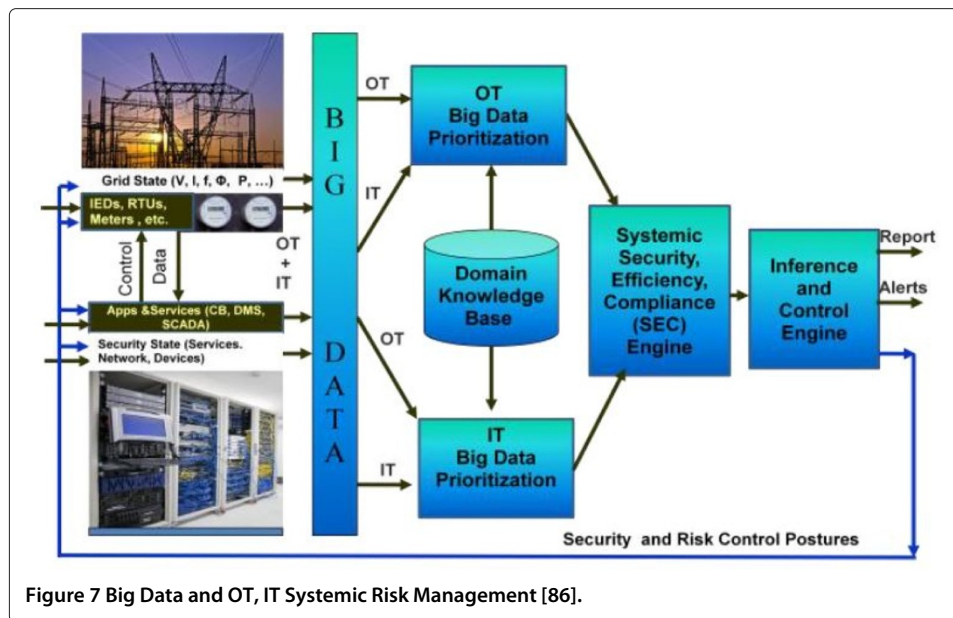 Grid State (V, I, f, Φ, P, ...)
IEDs, RTUs,
Meters , etc.
Control
Data
OT
+
IT
Apps &Services (CB, DMS,
SCADA)
Security State (Services.
Network, Devices)
B
I
G
D
A
T
A
OT
IT
OT
IT
OT
Big Data
Prioritization
Domain
Knowledge
Base
IT
Big Data
Prioritization
Systemic
Security,
Efficiency,
Compliance
(SEC)
Engine
Inference
and
Control
Engine
Report
Alerts
Security and Risk Control Postures
Figure 7 Big Data and OT, IT Systemic Risk Management [86].